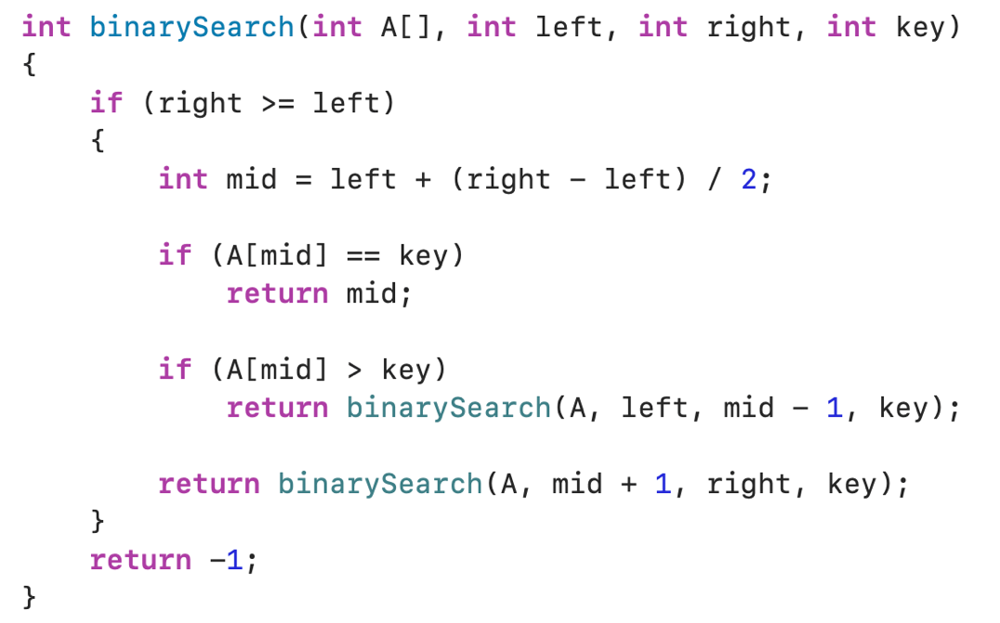 int binarySearch(int A[], int left, int right, int key)
{
    if (right >= left)
    {
        int mid = left + (right - left) / 2;

        if (A[mid] == key)
            return mid;

        if (A[mid] > key)
            return binarySearch(A, left, mid - 1, key);

        return binarySearch(A, mid + 1, right, key);
    }
    return -1;
}